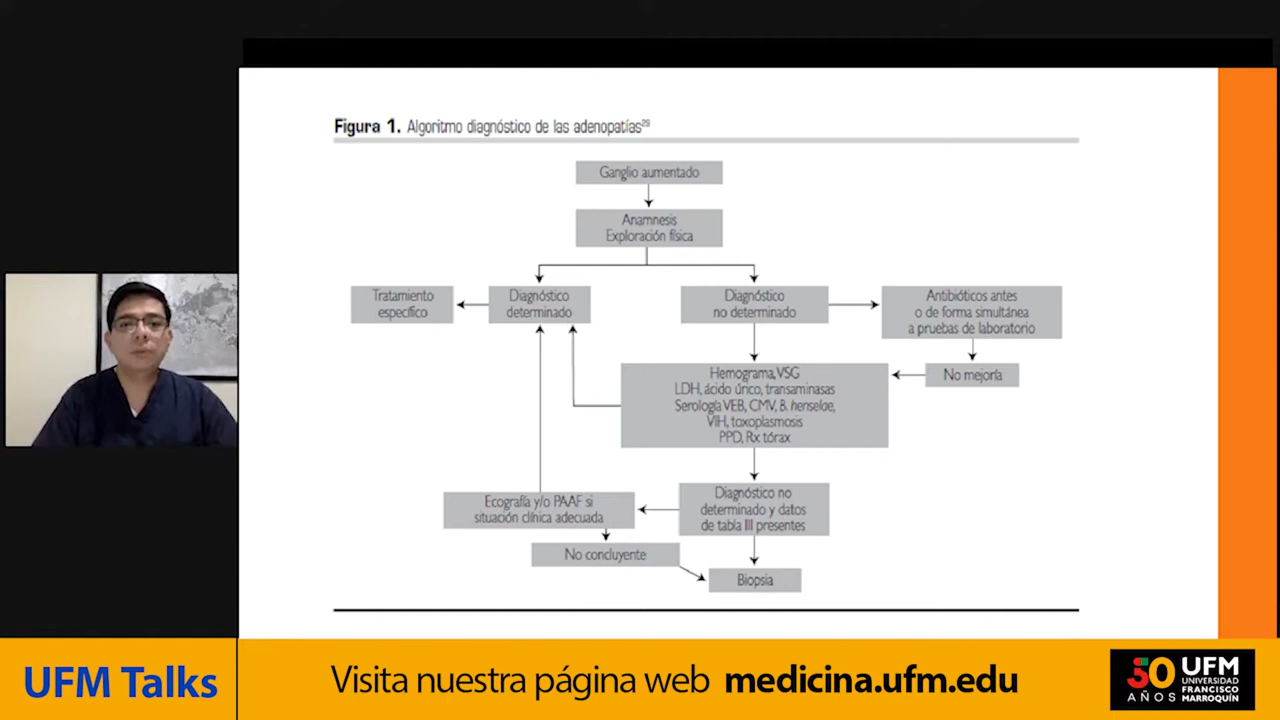 Figura 1. Algoritmo diagnóstico de las adenopatías29
Ganglio aumentado
Anamnesis
Exploración física
Tratamiento
específico
Diagnóstico
determinado
Diagnóstico
no determinado
Antibióticos antes
o de forma simultánea
a pruebas de laboratorio
No mejoría
Hemograma, VSG
LDH, ácido úrico, transaminasas
Serología VEB, CMV, B. henselae,
VIH, toxoplasmosis
PPD, Rx tórax
Ecografía y/o PAAF si
situación clínica adecuada
Diagnóstico no
determinado y datos
de tabla III presentes
No concluyente
Biopsia
UFM Talks
Visita nuestra página web medicina.ufm.edu
50
AÑOS
UFM
UNIVERSIDAD
FRANCISCO
MARROQUÍN